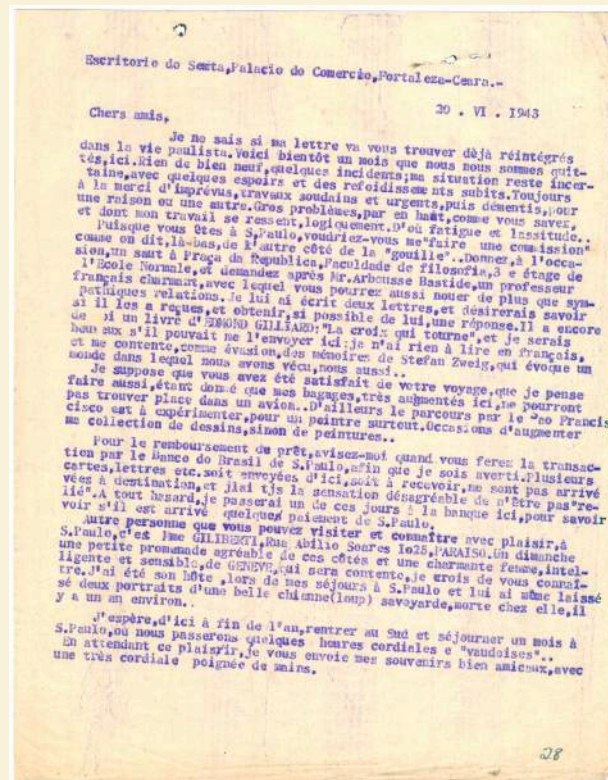 Escritorio do Semta,Palacio do Comercio,Fortaleza-Ceara.-
20 . VI . 1943
Chers amis,
Je ne sais si ma lettre va vous trouver dèjà réintégrés
dans la vie paulista.Voici bientôt un mois que nous nous sommes quit-
tés,ici.Rien de bien neuf,quelques incidents;ma situation reste incer-
taine,avec quelques espoirs et des refoidissements subits.Toujours
à la merci d'imprévus,travaux soudains et urgents,puis démentis,pour
une raison ou une autre.Gros problèmes,par en haut,comme vous savez,
et dont mon travail se ressent,logiquement.D'où fatigue et lassitude..
Puisque vous êtes à S.Paulo,voudriez-vous me"faire une commission"
comme on dit,là-bas,de l'autre côté de la "gouille"..Donnez,à l'occa-
sion,un saut à Praça da Republica,Faculdade de filosofia,3 e étage de
l'Ecole Normale,et demandez après Mr.Arbousse Bastide,un professeur
français charmant,avec lequel vous pourrez aussi nouer de plus que sym-
pathiques relations.Je lui ai écrit deux lettres,et désirerais savoir
si il les a reçues,et obtenir,si possible de lui,une réponse.Il a encore
de moi un livre d'EDMOND GILLIARD:"La croix qui tourne",et je serais
heureux s'il pouvait me l'envoyer ici:je n'ai rien à lire en français,
et me contente,comme évasion,des mémoires de Stefan Zweig,qui évoque un
monde dans lequel nous avons vécu,nous aussi..
Je suppose que vous avez été satisfait de votre voyage,que je pense
faire aussi,étant donné que mes bagages,très augmentés ici,ne pourront
pas trouver place dans un avion..D'ailleurs le parcours par le Sao Francis
cisco est à expérimenter,pour un peintre surtout.Occasions d'augmenter
ma collection de dessins,sinon de peintures..
Pour le remboursement du prêt,avisez-moi quand vous ferez la transac-
tion par le Banco do Brasil de S.Paulo,afin que je sois averti.Plusieurs
cartes,lettres etc.soit envoyées d'ici,soit à recevoir,ne sont pas arrivé
vées à destination,et jlai tjs la sensation désagréable de n'être pas"re-
lié".A tout hasard,je passerai un de ces jours à la banque ici,pour savoir
voir s'il est arrivé quelques paiement de S.Paulo.
Autre personne que vous pouvez visiter et connaître avec plaisir,à
S.Paulo,c'est Mme GILIBERTI,Rua Abilio Soares 1025,PARAISO.Un dimanche
une petite promenade agréable de ces côtés et une charmante femme,intel-
ligente et sensible,de GENEVE,qui sera contente,je crois de vous connaî-
tre.J'ai été son hôte ,lors de mes séjours à S.Paulo et lui ai même laissé
sé deux portraits d'une belle chienne(loup) savoyarde,morte chez elle,il
y a un an environ..
J'espère,d'ici à fin de l'an,rentrer au Sud et séjourner un mois à
S.Paulo,où nous passerons quelques heures cordiales e "vaudoises"..
En attendant ce plaisir,je vous envoie mes souvenirs bien amicaux,avec
une très cordiale poignée de mains.
28